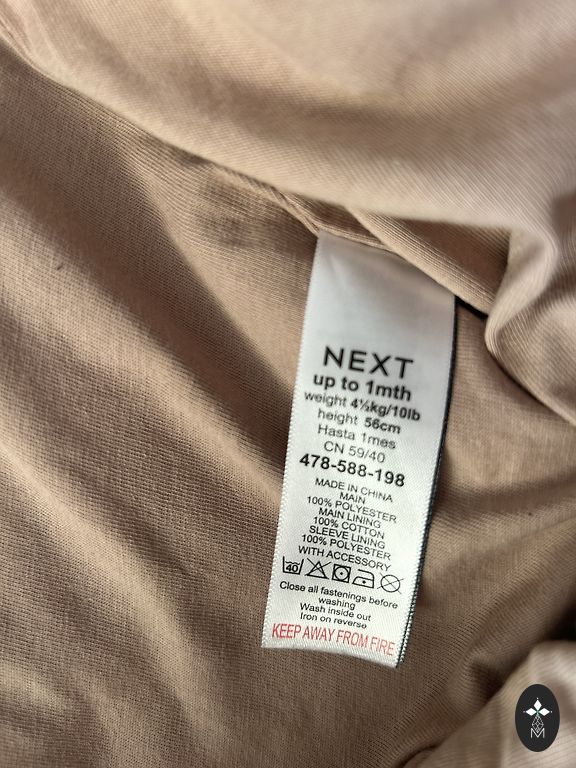 NEXT
up to 1mth
weight 4½kg/10lb
height 56cm
Hasta 1mes
CN 59/40
478-588-198
MADE IN CHINA
MAIN
100% POLYESTER
MAIN LINING
100% COTTON
SLEEVE LINING
100% POLYESTER
WITH ACCESSORY
40
Close all fastenings before
washing
Wash inside out
Iron on reverse
KEEP AWAY FROM FIRE
M